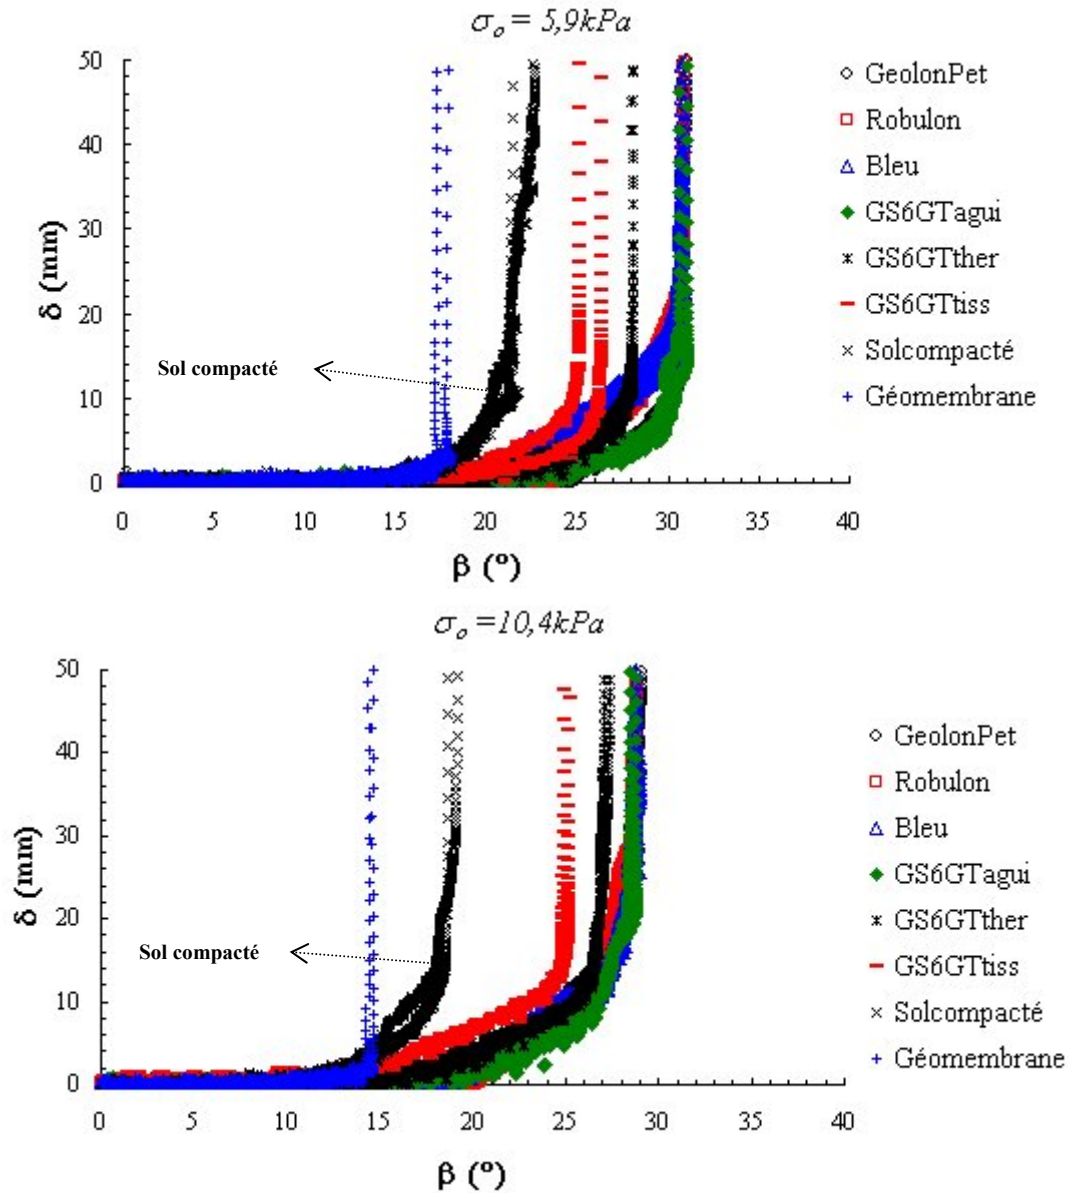 σo = 5,9kPa
50
40
30
20
10
0
δ (mm)
Sol compacté
0 5 10 15 20 25 30 35 40
β (°)
GeolonPet
Robulon
Bleu
GS6GTagui
GS6GTther
GS6GTtiss
Solcompacté
Géomembrane
σo =10,4kPa
50
40
30
20
10
0
δ (mm)
Sol compacté
0 5 10 15 20 25 30 35 40
β (°)
GeolonPet
Robulon
Bleu
GS6GTagui
GS6GTther
GS6GTtiss
Solcompacté
Géomembrane